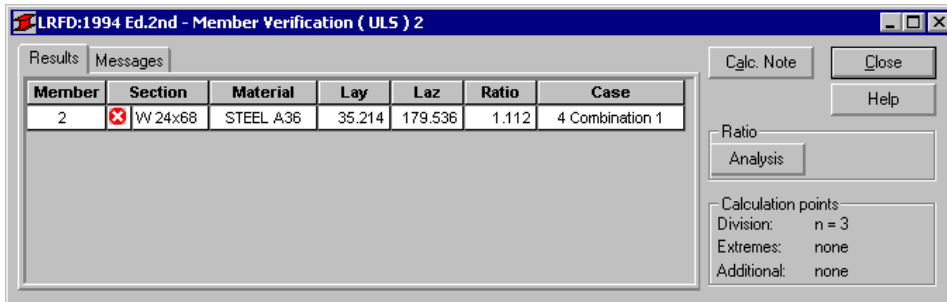 LRFD:1994 Ed.2nd - Member Verification ( ULS ) 2
Results Messages
Calc. Note Close
Help
Member Section Material Lay Laz Ratio Case
2 W 24x68 STEEL A36 35.214 179.536 1.112 4 Combination 1
Ratio
Analysis
Calculation points
Division: n = 3
Extremes: none
Additional: none